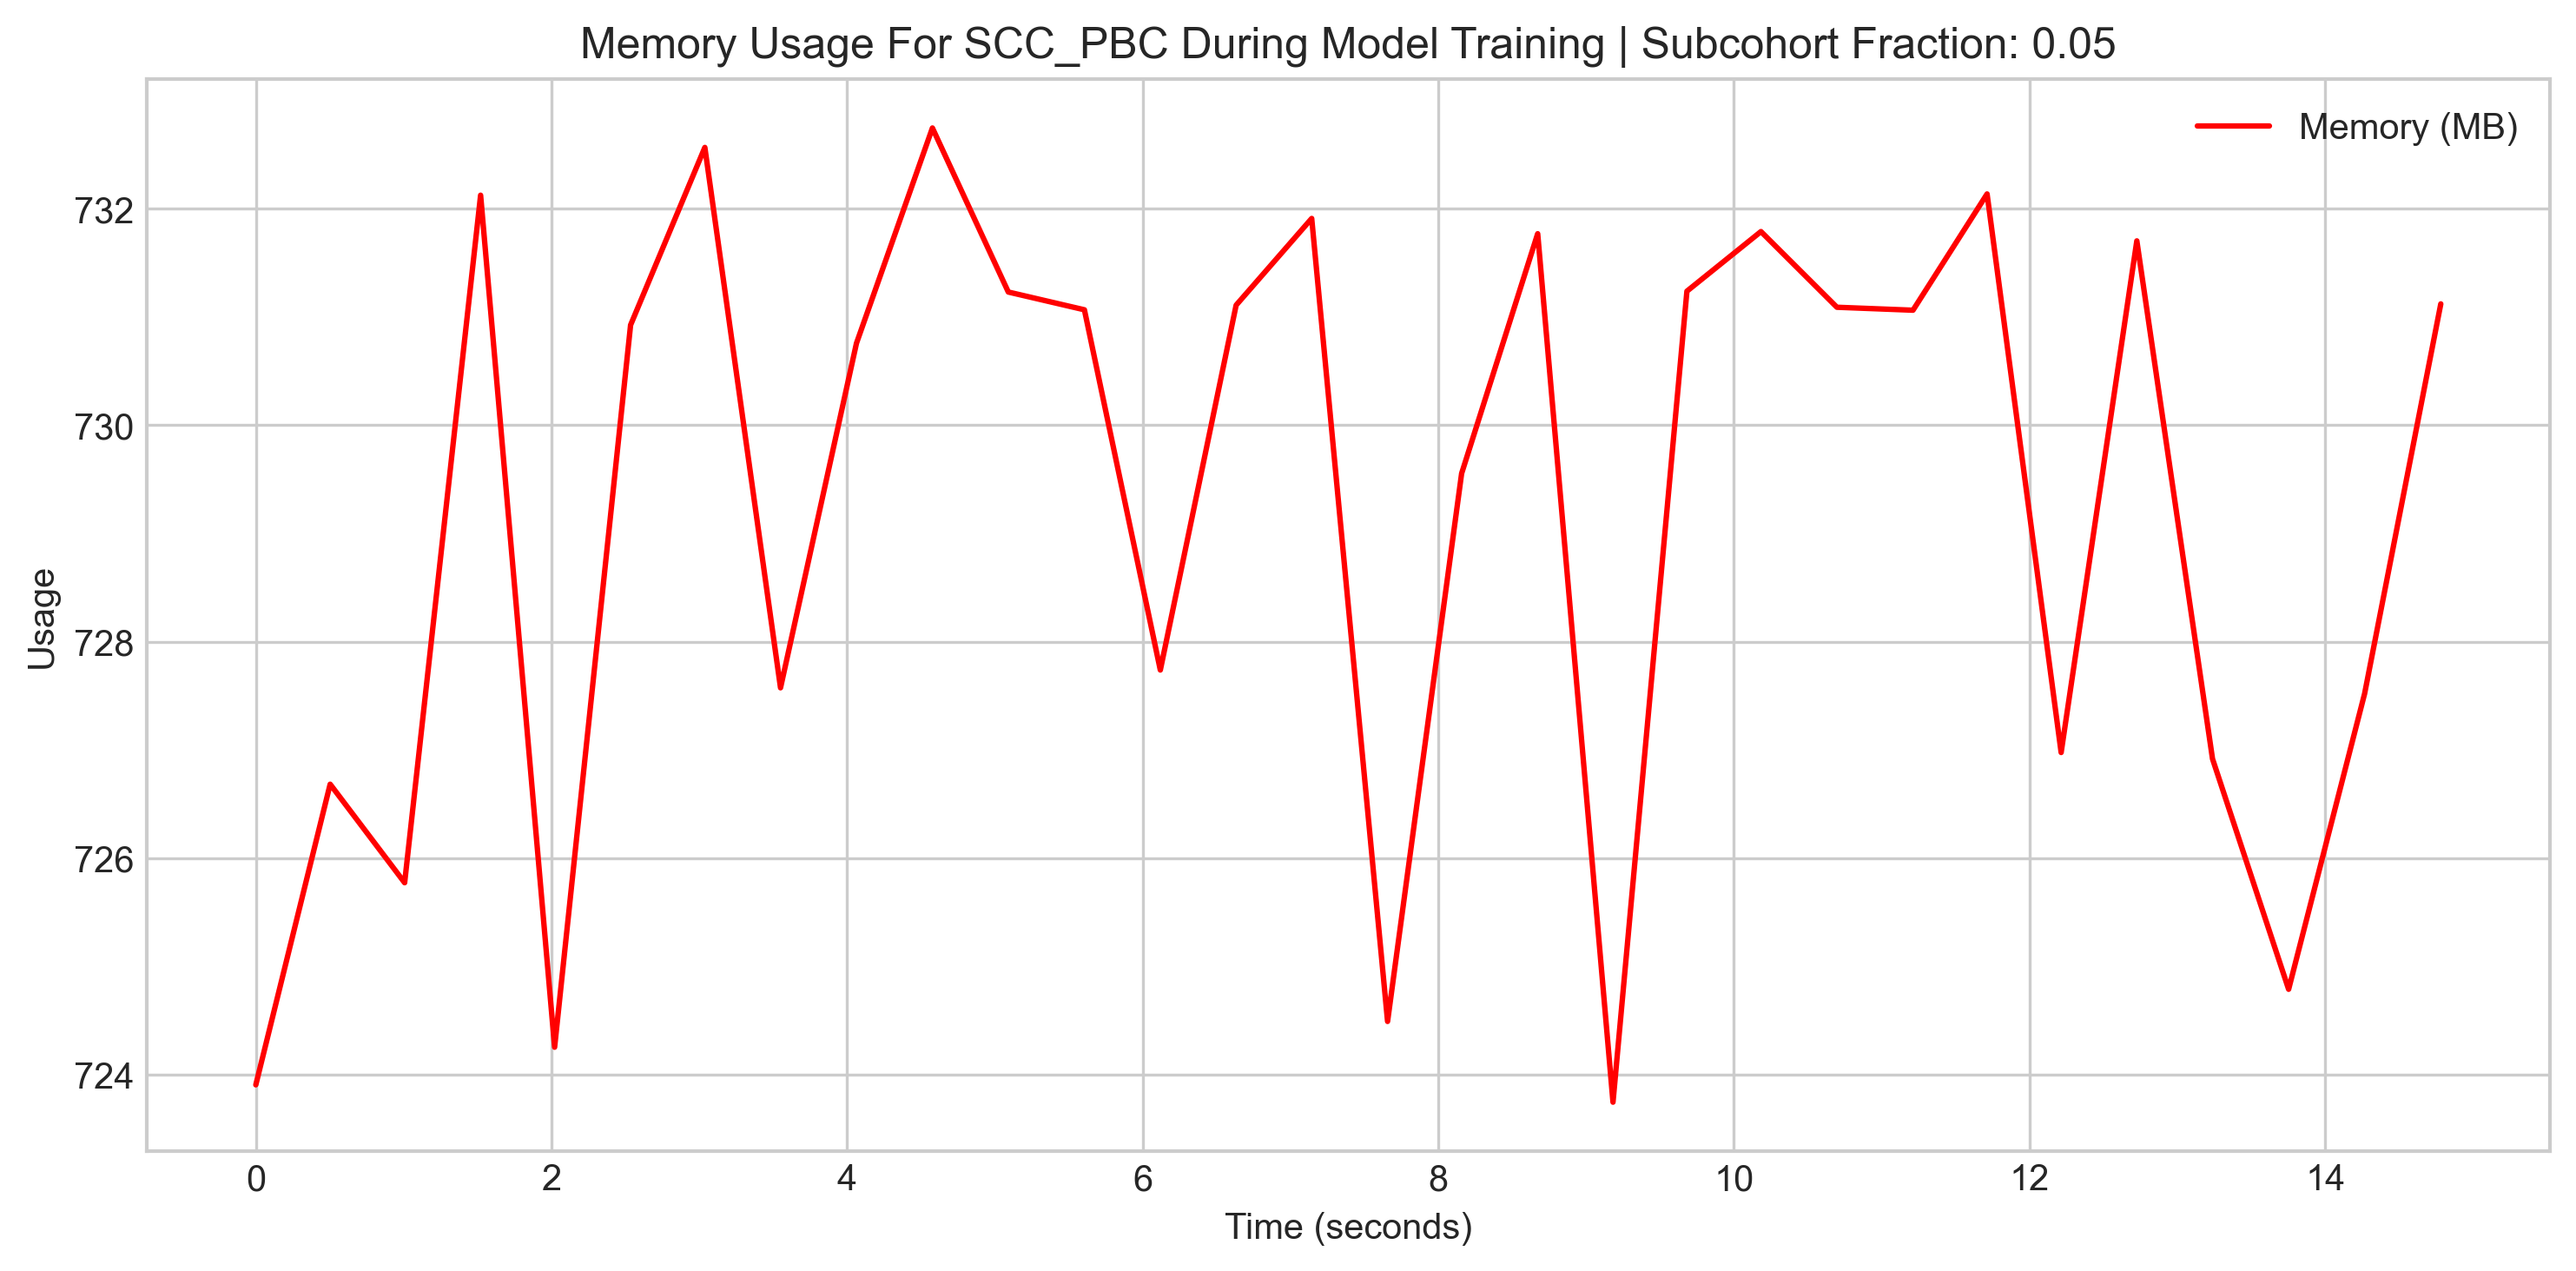 Memory Usage For SCC_PBC During Model Training | Subcohort Fraction: 0.05
Memory (MB)
732
730
728
726
724
Usage
0 2 4 6 8 10 12 14
Time (seconds)